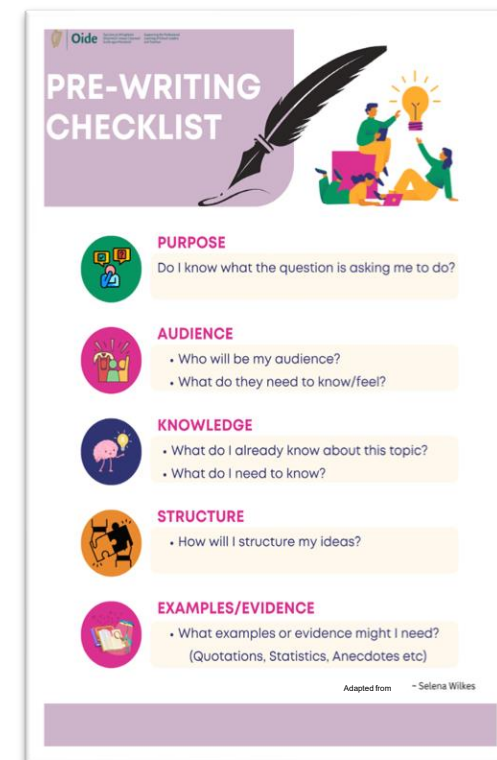 Oide
PRE-WRITING
CHECKLIST
PURPOSE
Do I know what the question is asking me to do?
AUDIENCE
• Who will be my audience?
• What do they need to know/feel?
KNOWLEDGE
• What do I already know about this topic?
• What do I need to know?
STRUCTURE
• How will I structure my ideas?
EXAMPLES/EVIDENCE
• What examples or evidence might I need?
(Quotations, Statistics, Anecdotes etc)
Adapted from ~ Selena Wilkes